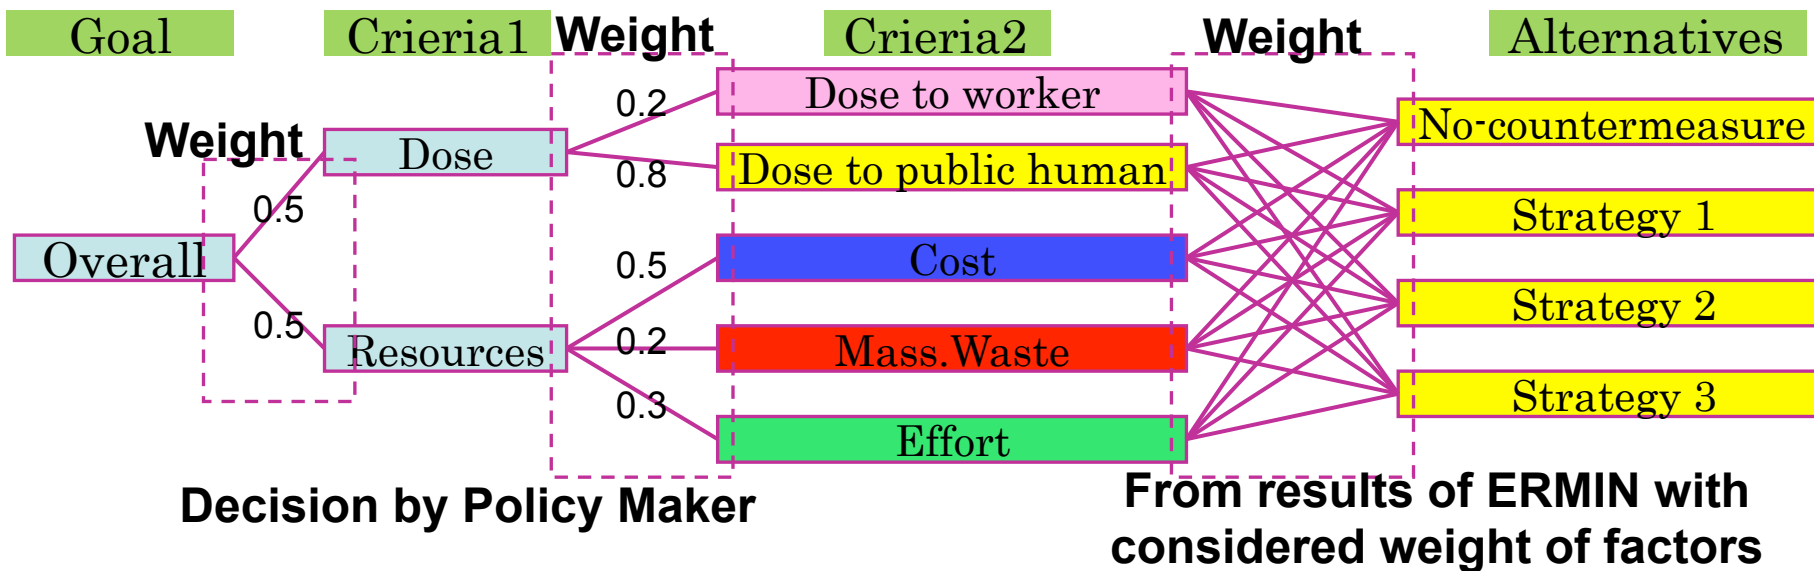 Goal
Crieria1
Weight
Crieria2
Weight
Alternatives
Weight
Overall
0.5
0.5
Dose
Resources
0.2
0.8
0.5
0.2
0.3
Dose to worker
Dose to public human
Cost
Mass.Waste
Effort
No-countermeasure
Strategy 1
Strategy 2
Strategy 3
Decision by Policy Maker
From results of ERMIN with
considered weight of factors